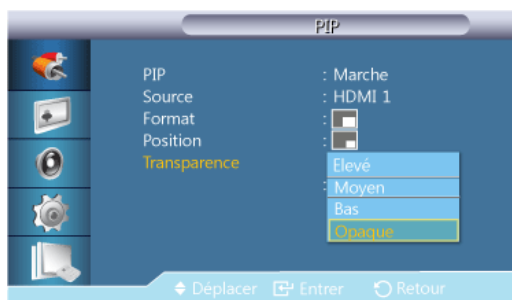 PIP
PIP : Marche
Source : HDMI 1
Format :
Position :
Transparence
Elevé
: Moyen
Bas
Opaque
Déplacer Entrer Retour